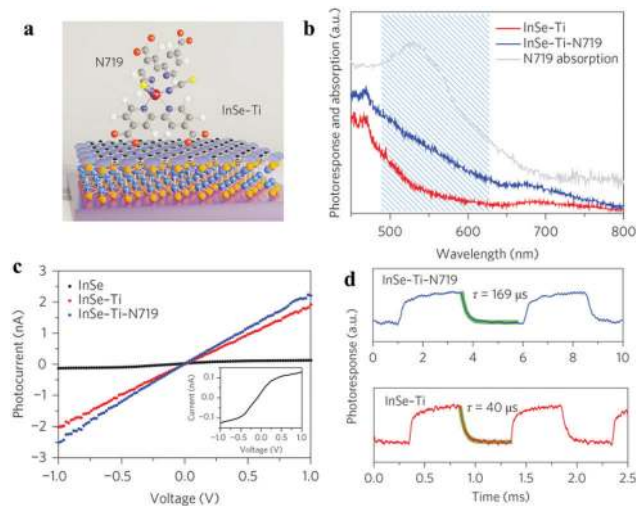 a
N719
InSe-Ti
b
Photoresponse and absorption (a.u.)
InSe-Ti
InSe-Ti-N719
N719 absorption
500
600
700
800
Wavelength (nm)
c
Photocurrent (nA)
3
2
1
0
−1
−2
−3
InSe
InSe-Ti
InSe-Ti-N719
Current (nA)
0.1
0.0
−0.1
−1.0 −0.5 0.0 0.5 1.0
Voltage (V)
−1.0
−0.5
0.0
0.5
1.0
Voltage (V)
d
Photoresponse (a.u.)
InSe-Ti-N719
τ = 169 μs
0 2 4 6 8 10
InSe-Ti
τ = 40 μs
0 0.5 1.0 1.5 2.0 2.5
Time (ms)